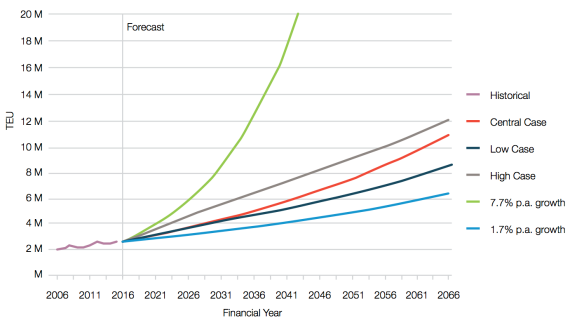 20 M
Forecast
18 M
16 M
14 M
12 M
10 M
8 M
6 M
4 M
2 M
M
TEU
2006 2011 2016 2021 2026 2031 2036 2041 2046 2051 2056 2061 2066
Financial Year
Historical
Central Case
Low Case
High Case
7.7% p.a. growth
1.7% p.a. growth